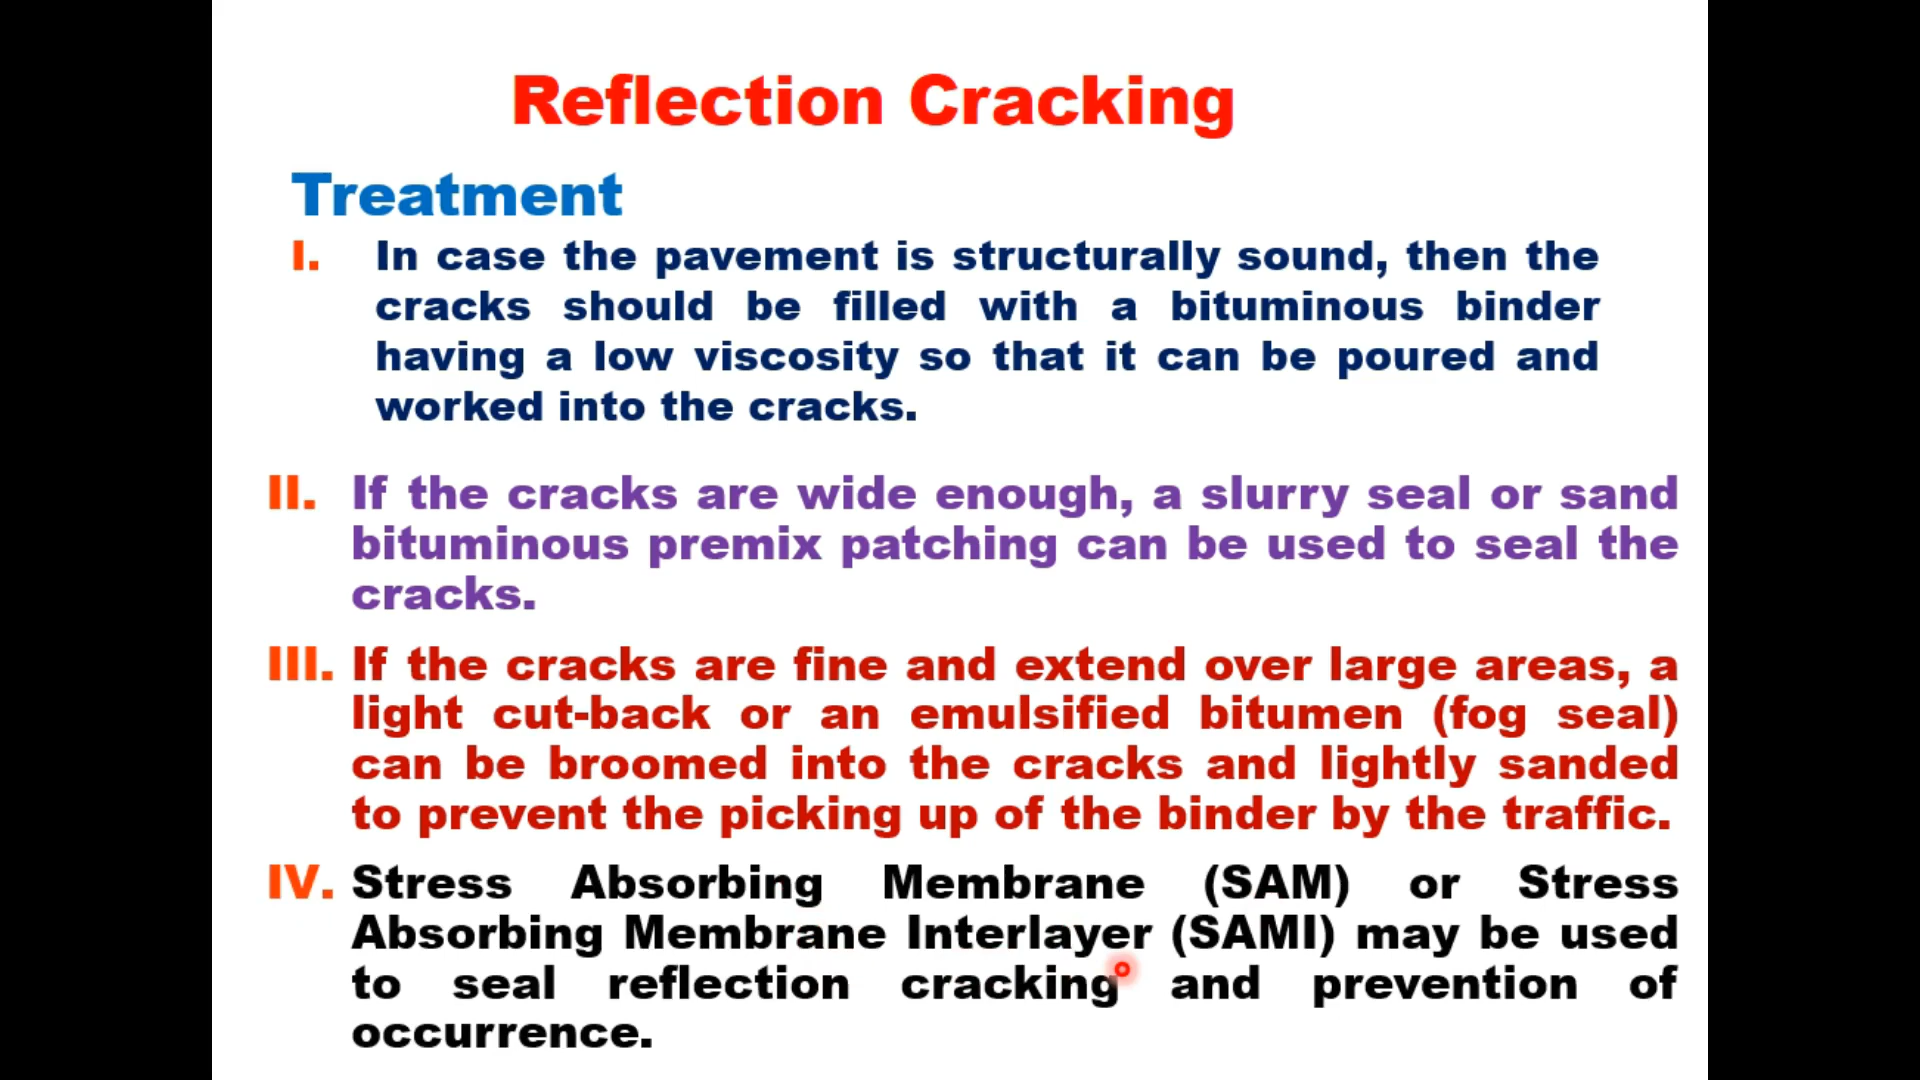 Reflection Cracking
Treatment
I. In case the pavement is structurally sound, then the
cracks should be filled with a bituminous binder
having a low viscosity so that it can be poured and
worked into the cracks.
II. If the cracks are wide enough, a slurry seal or sand
bituminous premix patching can be used to seal the
cracks.
III. If the cracks are fine and extend over large areas, a
light cut-back or an emulsified bitumen (fog seal)
can be broomed into the cracks and lightly sanded
to prevent the picking up of the binder by the traffic.
IV. Stress Absorbing Membrane (SAM) or Stress
Absorbing Membrane Interlayer (SAMI) may be used
to seal reflection cracking and prevention of
occurrence.